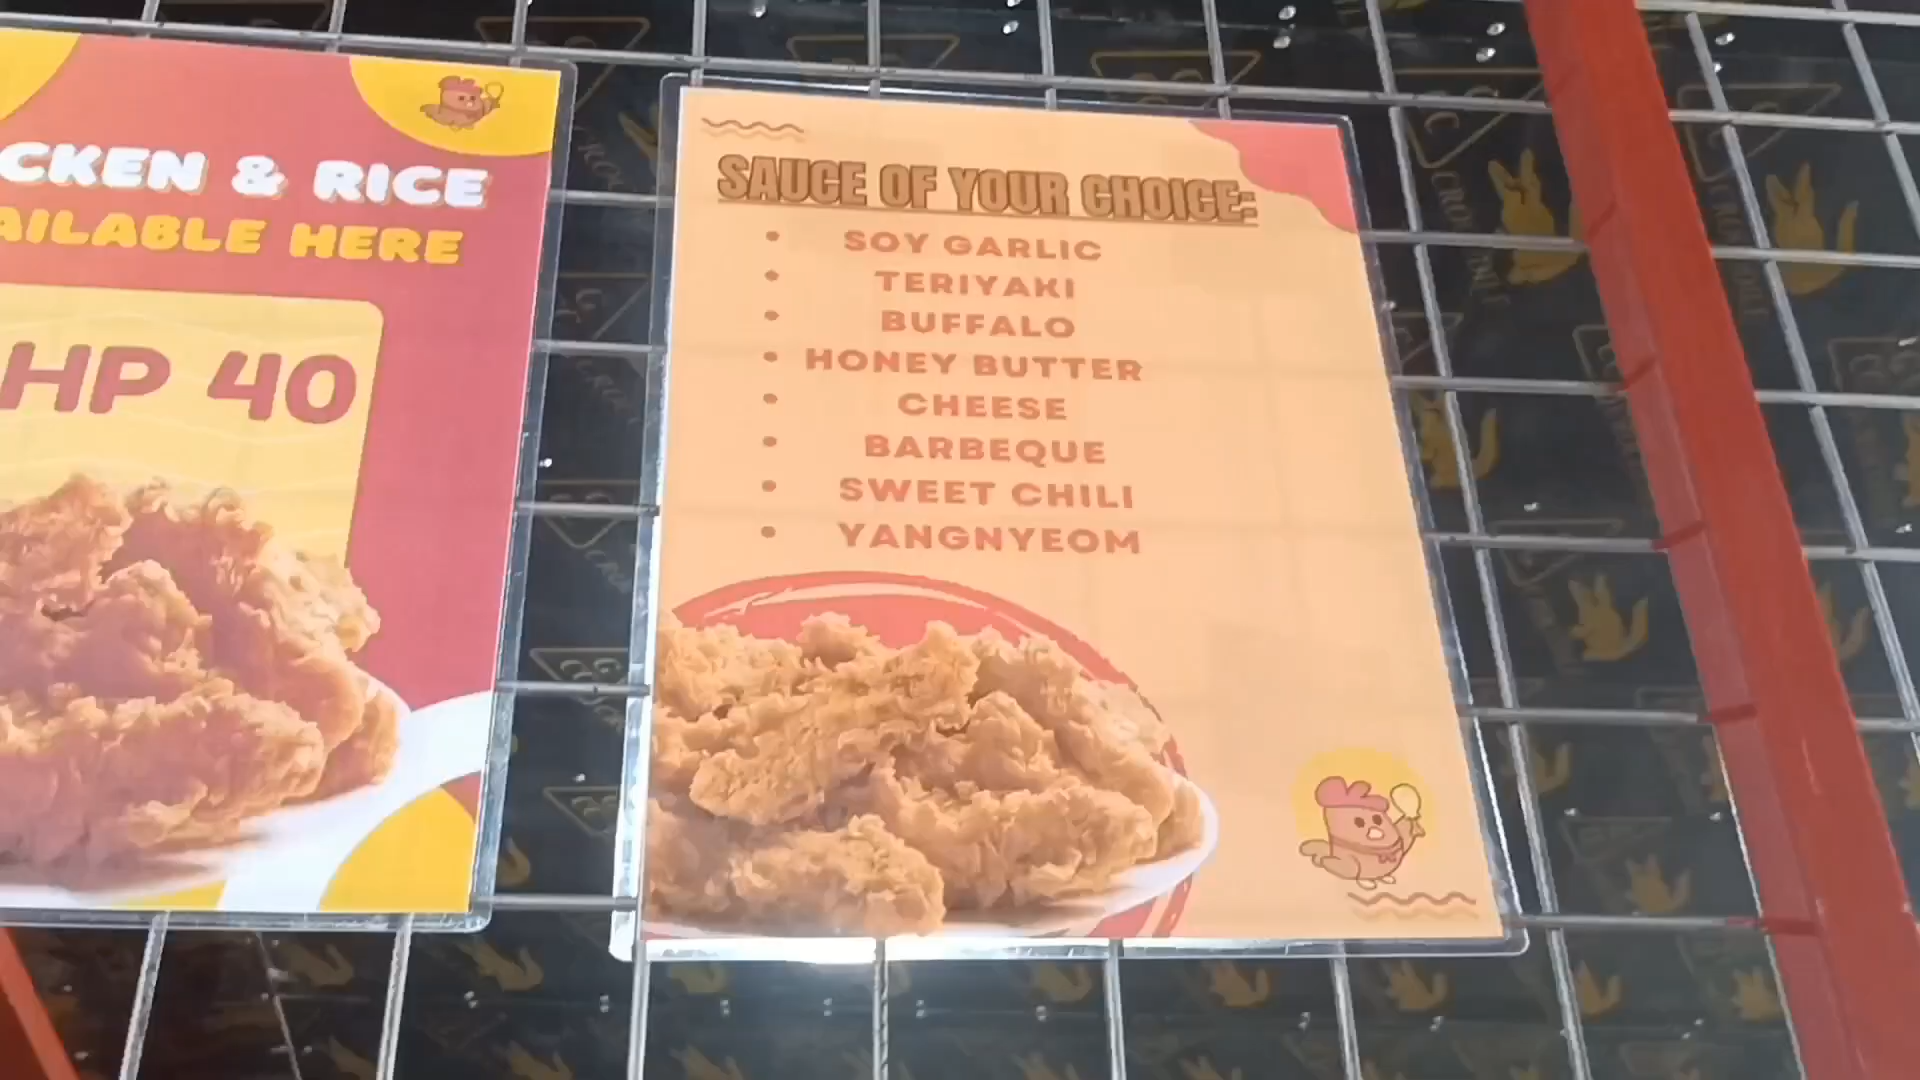 CKEN & RICE
AILABLE HERE
HP 40
SAUCE OF YOUR CHOICE:
• SOY GARLIC
• TERIYAKI
• BUFFALO
• HONEY BUTTER
• CHEESE
• BARBEQUE
• SWEET CHILI
• YANGNYEOM